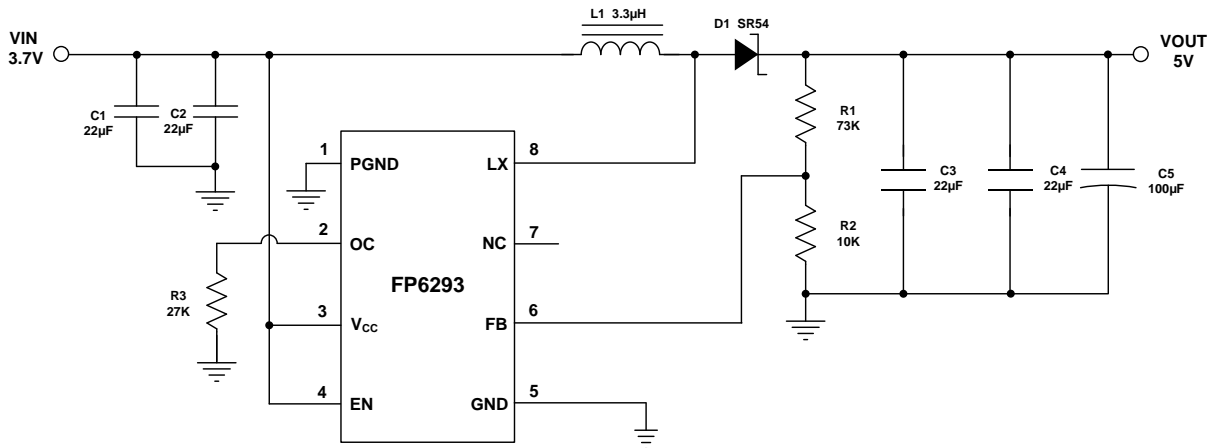 L1 3.3µH
D1 SR54
VIN
3.7V
VOUT
5V
C1
22µF
C2
22µF
R1
73K
C3
22µF
C4
22µF
C5
100µF
1
PGND
LX
8
2
OC
NC
7
R2
10K
FP6293
R3
27K
3
VCC
FB
6
4
EN
GND
5